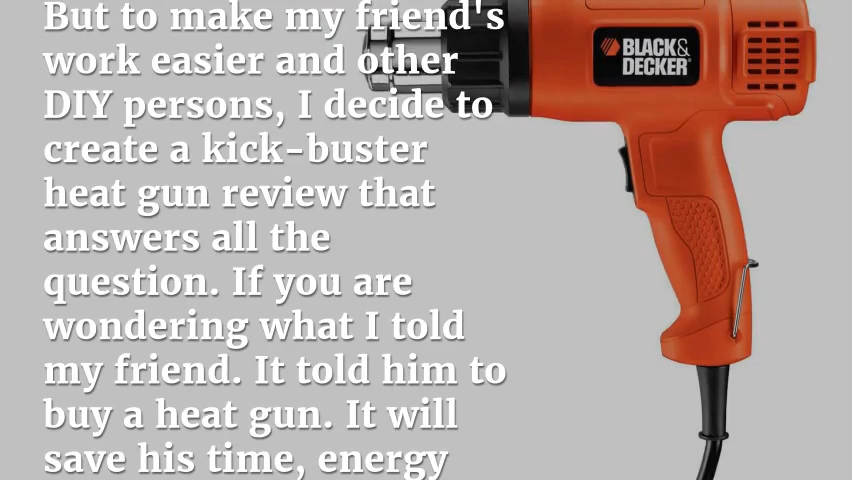 But to make my friend's
work easier and other
DIY persons, I decide to
create a kick-buster
heat gun review that
answers all the
question. If you are
wondering what I told
my friend. It told him to
buy a heat gun. It will
save his time, energy
BLACK&
DECKER